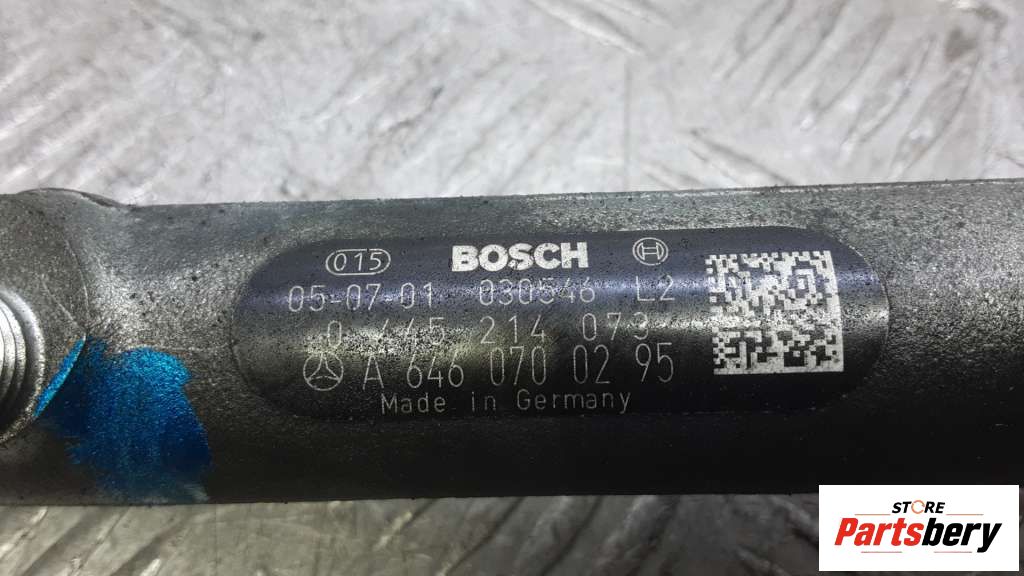 015 BOSCH
05-07-01 030546 L2
0 445 214 073
A 646 070 02 95
Made in Germany
STORE
Partsbery